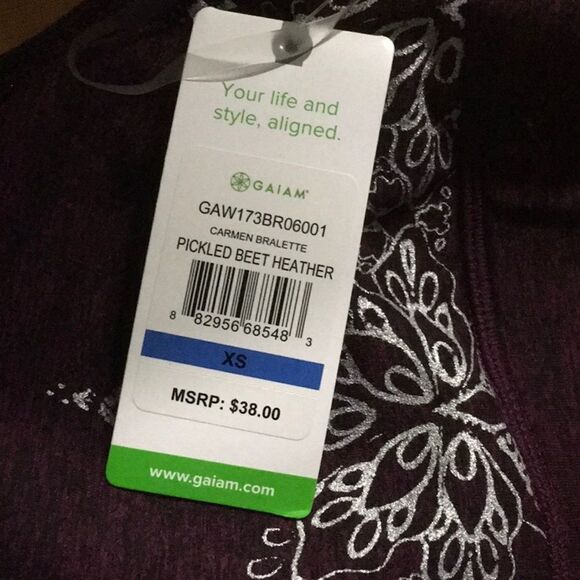 Your life and
style, aligned.
GAIAM
GAW173BR06001
CARMEN BRALETTE
PICKLED BEET HEATHER
8 82956 68548 3
XS
MSRP: $38.00
www.gaiam.com